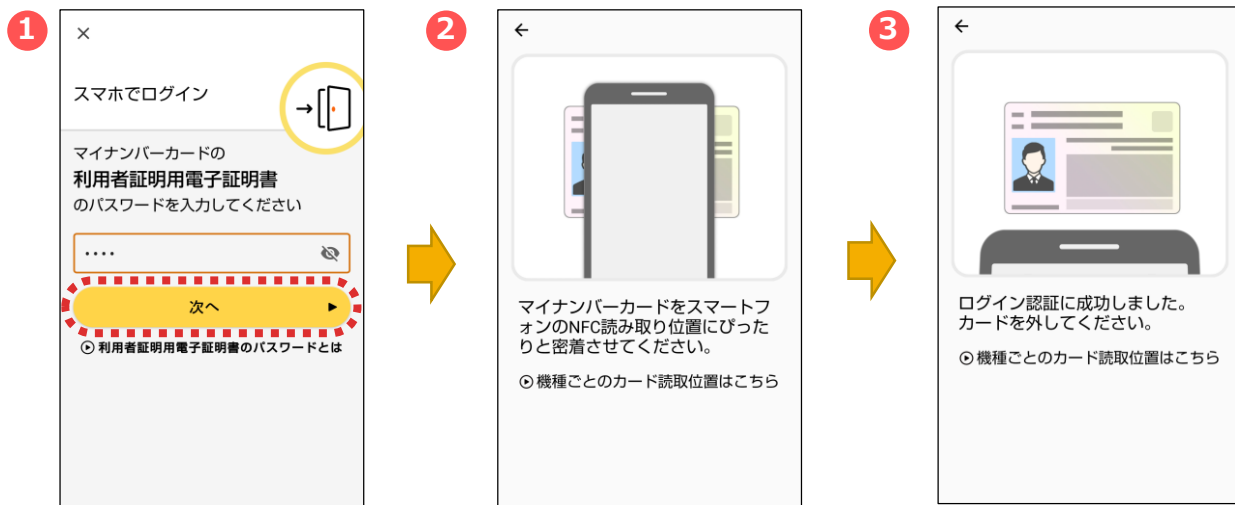 1
スマホでログイン
マイナンバーカードの
利用者証明用電子証明書
のパスワードを入力してください
····
次へ
利用者証明用電子証明書のパスワードとは
2
マイナンバーカードをスマートフ
ォンのNFC読み取り位置にぴった
りと密着させてください。
機種ごとのカード読取位置はこちら
3
ログイン認証に成功しました。
カードを外してください。
機種ごとのカード読取位置はこちら